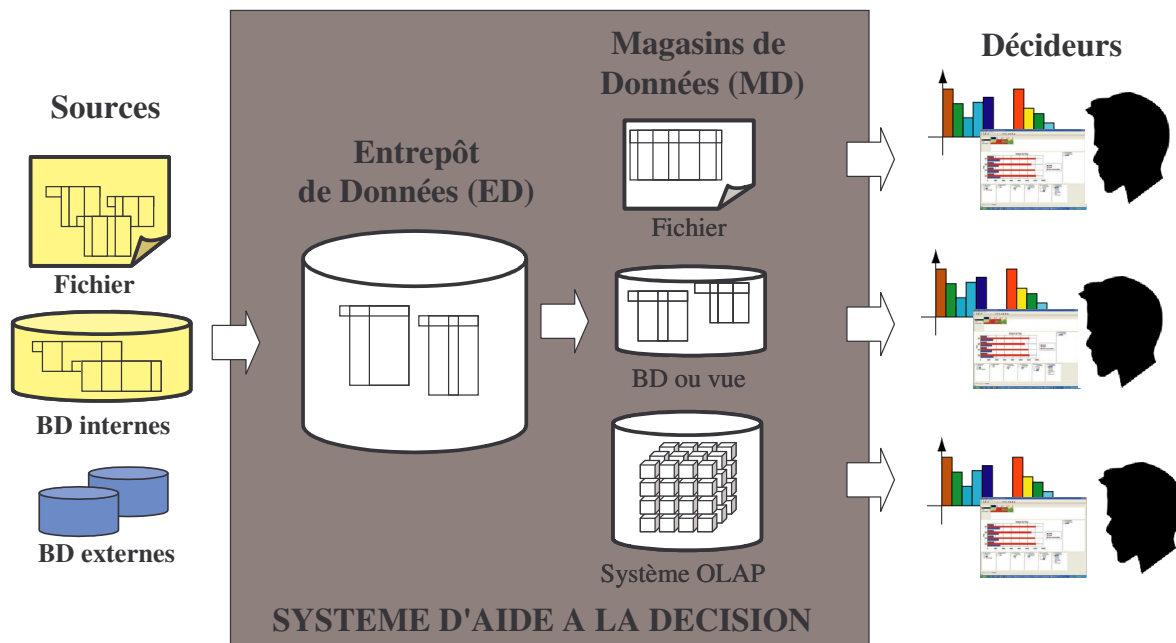 Sources
Fichier
BD internes
BD externes
Entrepôt
de Données (ED)
Magasins de
Données (MD)
Fichier
BD ou vue
Système OLAP
SYSTEME D'AIDE A LA DECISION
Décideurs